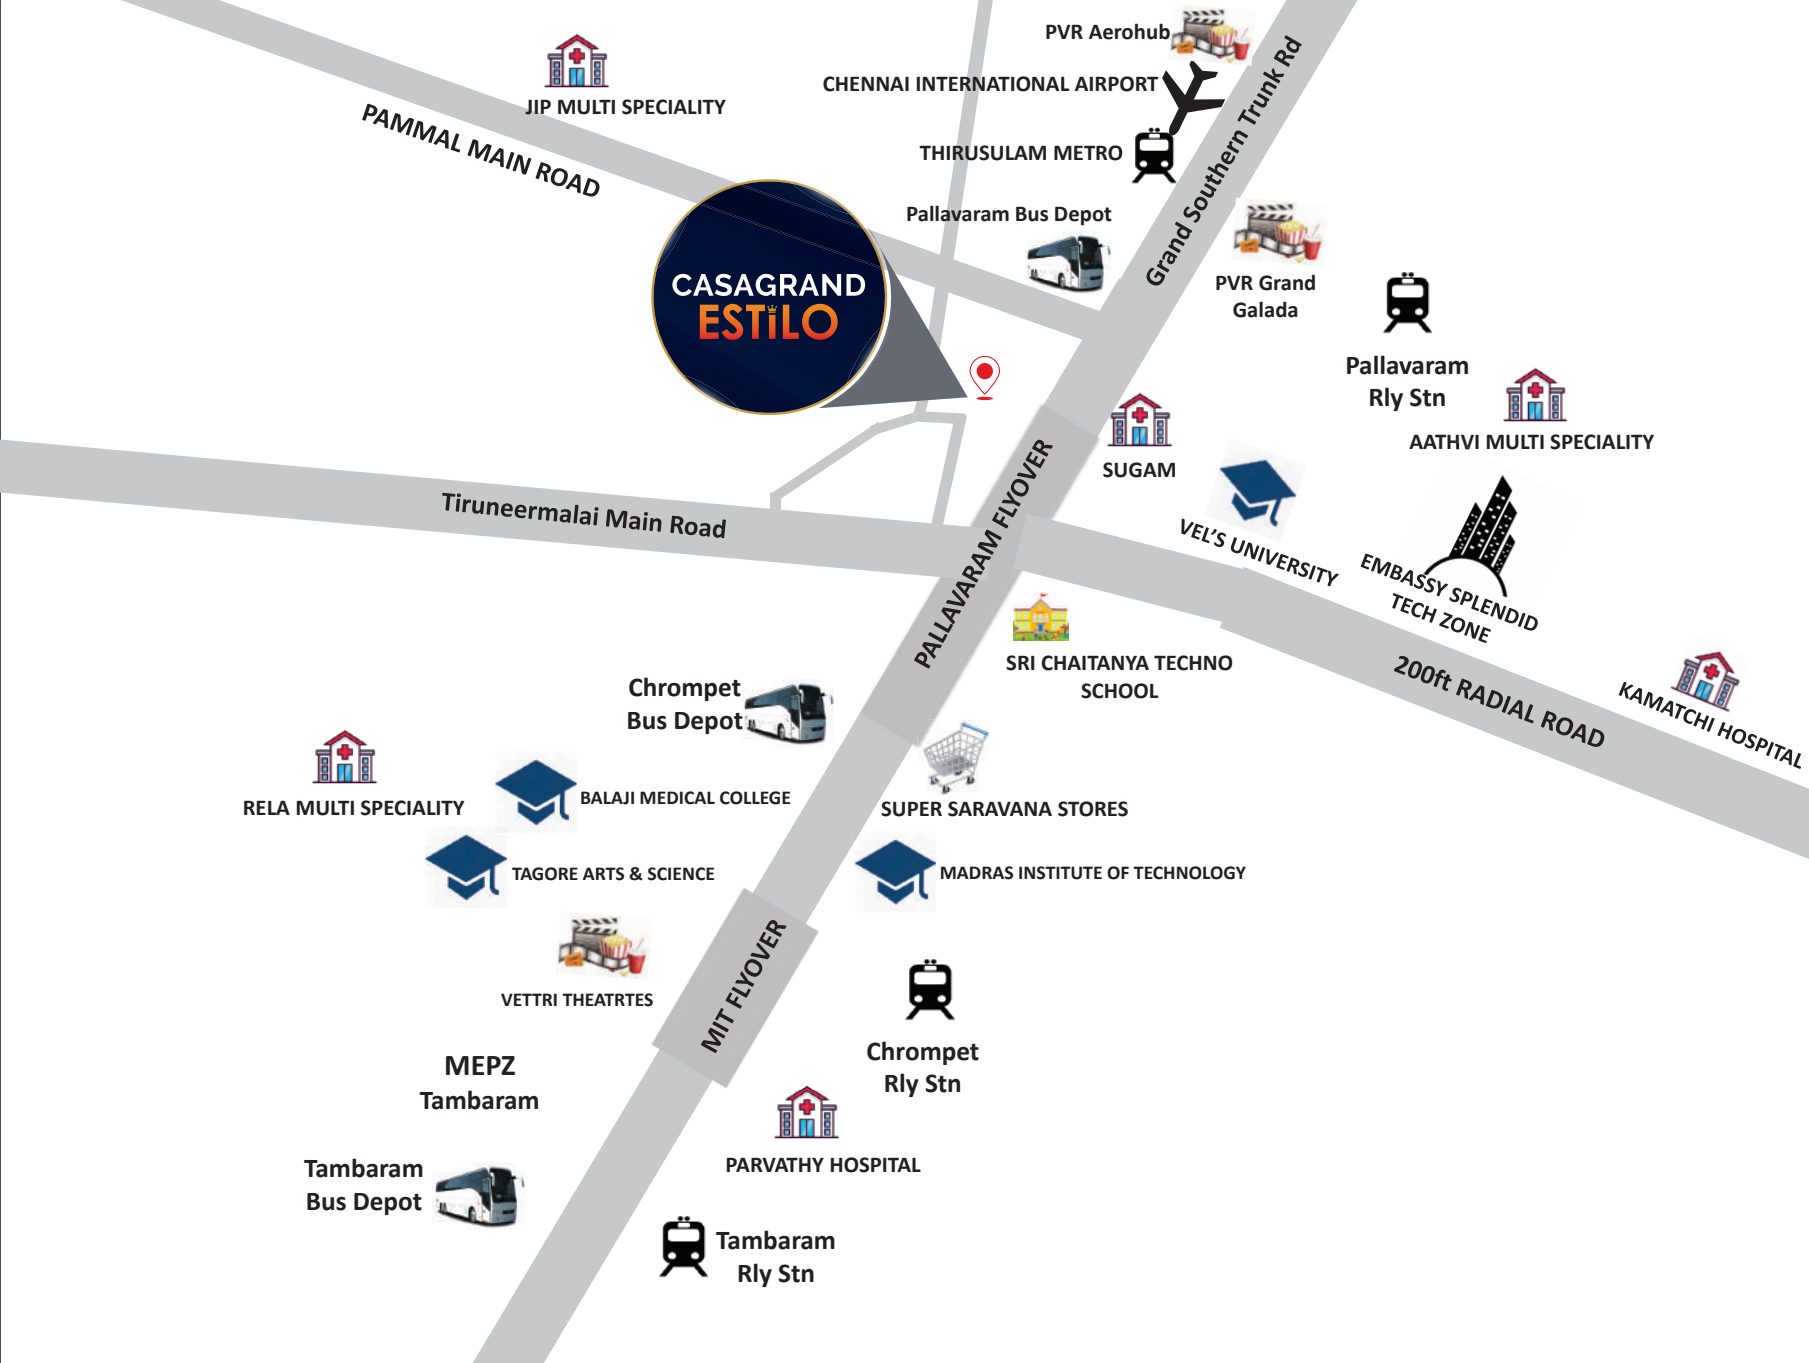 PVR Aerohub
CHENNAI INTERNATIONAL AIRPORT
JIP MULTI SPECIALITY
PAMMAL MAIN ROAD
THIRUSULAM METRO
Grand Southern Trunk Rd
Pallavaram Bus Depot
PVR Grand
Galada
CASAGRAND
ESTiLO
Pallavaram
Rly Stn
AATHVI MULTI SPECIALITY
SUGAM
Tiruneermalai Main Road
PALLAVARAM FLYOVER
VEL'S UNIVERSITY
EMBASSY SPLENDID
TECH ZONE
SRI CHAITANYA TECHNO
SCHOOL
200ft RADIAL ROAD
KAMATCHI HOSPITAL
Chrompet
Bus Depot
RELA MULTI SPECIALITY
BALAJI MEDICAL COLLEGE
SUPER SARAVANA STORES
TAGORE ARTS & SCIENCE
MADRAS INSTITUTE OF TECHNOLOGY
VETTRI THEATRTES
MIT FLYOVER
Chrompet
Rly Stn
MEPZ
Tambaram
PARVATHY HOSPITAL
Tambaram
Bus Depot
Tambaram
Rly Stn